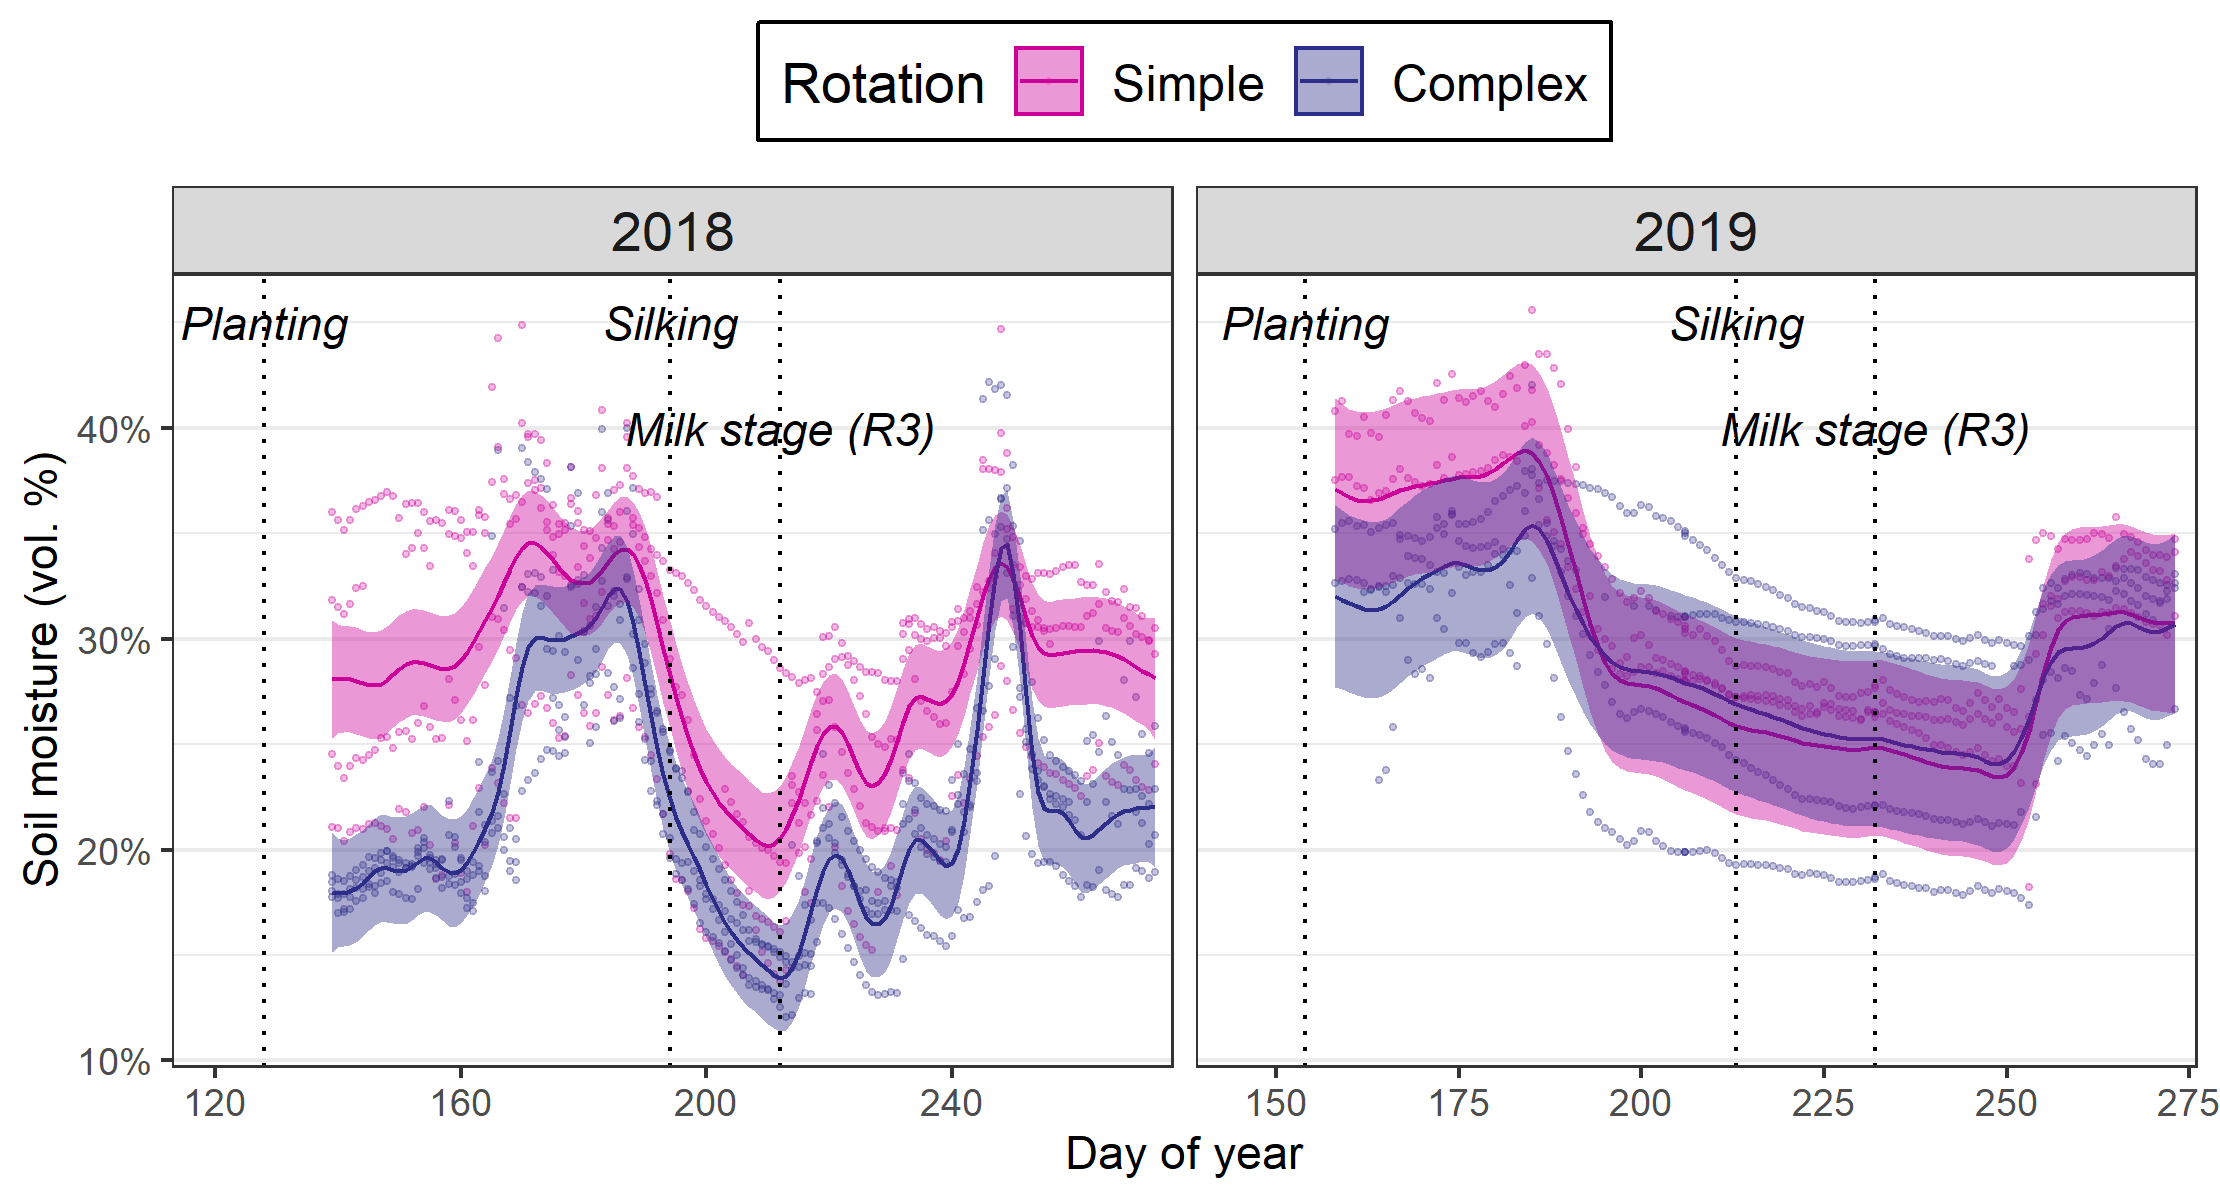 Rotation Simple Complex
2018
2019
Planting
Silking
Milk stage (R3)
Planting
Silking
Milk stage (R3)
Soil moisture (vol. %)
40%
30%
20%
10%
120 160 200 240
150 175 200 225 250 275
Day of year